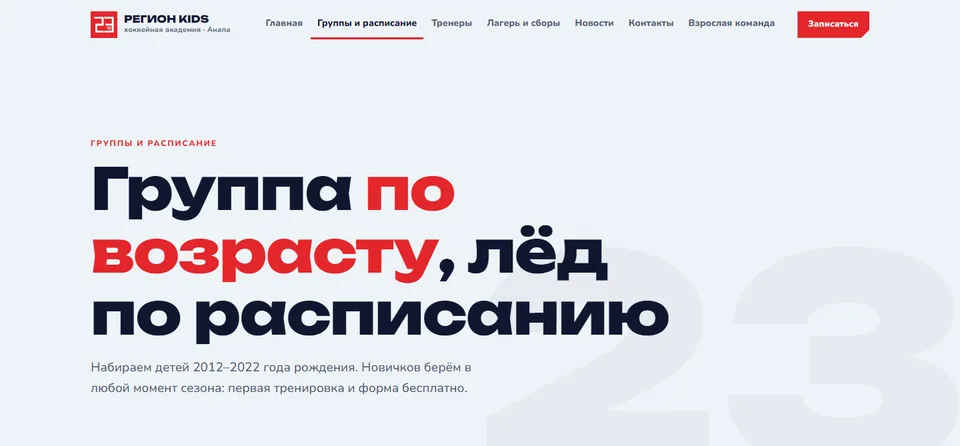 23
РЕГИОН KIDS
хоккейная академия · Анапа
Главная
Группы и расписание
Тренеры
Лагерь и сборы
Новости
Контакты
Взрослая команда
Записаться
ГРУППЫ И РАСПИСАНИЕ
Группа по
возрасту, лёд
по расписанию
Набираем детей 2012–2022 года рождения. Новичков берём в
любой момент сезона: первая тренировка и форма бесплатно.
23